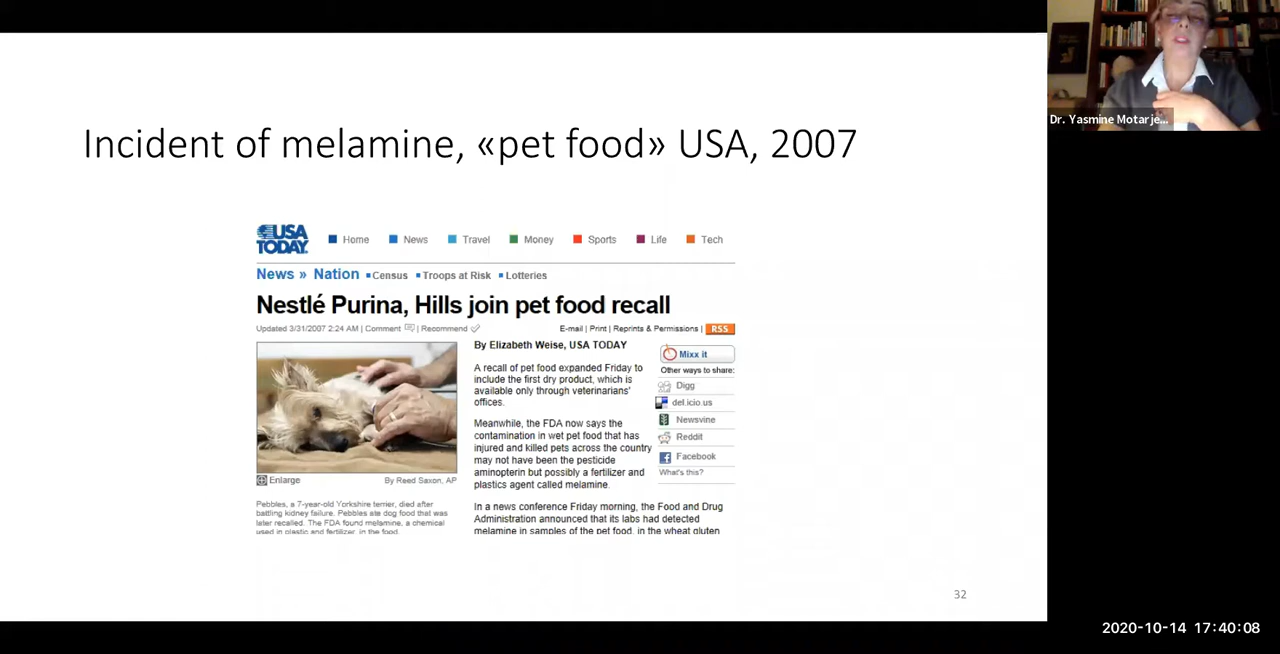 Dr. Yasmine Motarje...
Incident of melamine, «pet food» USA, 2007
USA
TODAY.
Home News Travel Money Sports Life Tech
News » Nation Census Troops at Risk Lotteries
Nestlé Purina, Hills join pet food recall
Updated 3/31/2007 2:24 AM | Comment | Recommend
E-mail | Print | Reprints & Permissions | RSS
By Elizabeth Weise, USA TODAY
A recall of pet food expanded Friday to
include the first dry product, which is
available only through veterinarians'
offices.
Meanwhile, the FDA now says the
contamination in wet pet food that has
injured and killed pets across the country
may not have been the pesticide
aminopterin but possibly a fertilizer and
plastics agent called melamine.
In a news conference Friday morning, the Food and Drug
Administration announced that its labs had detected
melamine in samples of the pet food, in the wheat gluten
Mixx it
Other ways to share:
Digg
del.icio.us
Newsvine
Reddit
Facebook
What's this?
Enlarge By Reed Saxon, AP
Pebbles, a 7-year-old Yorkshire terrier, died after
battling kidney failure. Pebbles ate dog food that was
later recalled. The FDA found melamine, a chemical
used in plastic and fertilizer, in the food.
32
2020-10-14 17:40:08